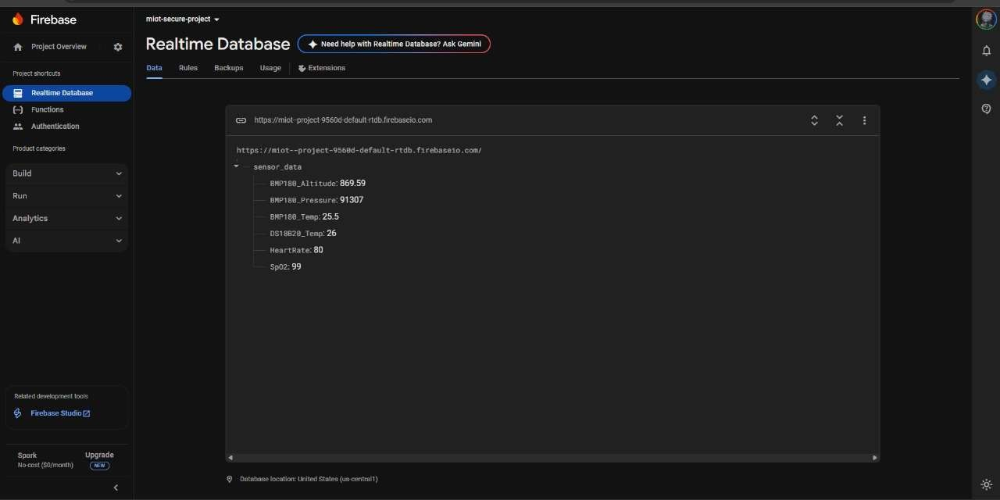 Firebase
Project Overview
Project shortcuts
Realtime Database
Functions
Authentication
Product categories
Build
Run
Analytics
AI
Related development tools
Firebase Studio
Spark
No-cost ($0/month)
Upgrade
NEW
miot-secure-project
Realtime Database
Need help with Realtime Database? Ask Gemini
Data Rules Backups Usage Extensions
https://miot--project-9560d-default-rtdb.firebaseio.com
https://miot--project-9560d-default-rtdb.firebaseio.com/
sensor_data
BMP180_Altitude: 869.59
BMP180_Pressure: 91307
BMP180_Temp: 25.5
DS18B20_Temp: 26
HeartRate: 80
SpO2: 99
Database location: United States (us-central1)